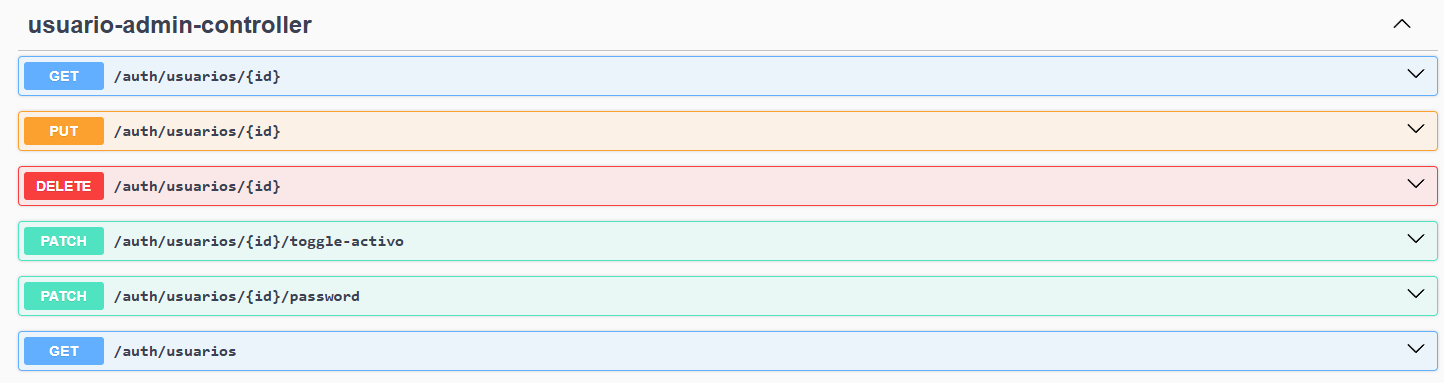 usuario-admin-controller
GET /auth/usuarios/{id}
PUT /auth/usuarios/{id}
DELETE /auth/usuarios/{id}
PATCH /auth/usuarios/{id}/toggle-activo
PATCH /auth/usuarios/{id}/password
GET /auth/usuarios